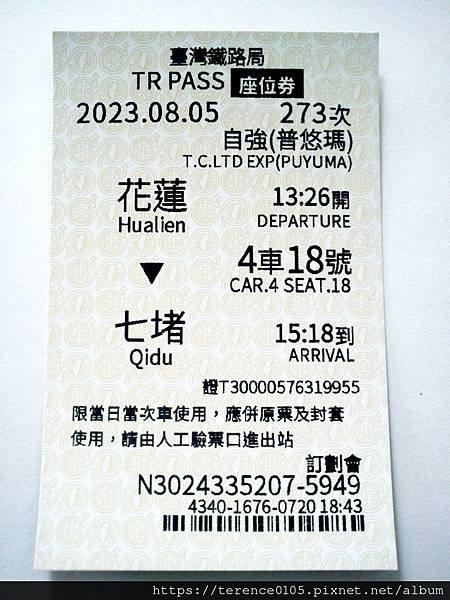 臺灣鐵路局
TR PASS 座位券
2023.08.05 273次
自強(普悠瑪)
T.C.LTD EXP(PUYUMA)
花蓮 13:26開
Hualien DEPARTURE
▼ 4車18號
CAR.4 SEAT.18
七堵 15:18到
Qidu ARRIVAL
證T30000576319955
限當日當次車使用，應併原票及封套
使用，請由人工驗票口進出站
訂劃會
N3024335207-5949
4340-1676-0720 18:43
https://terence0105.pixnet.net/album